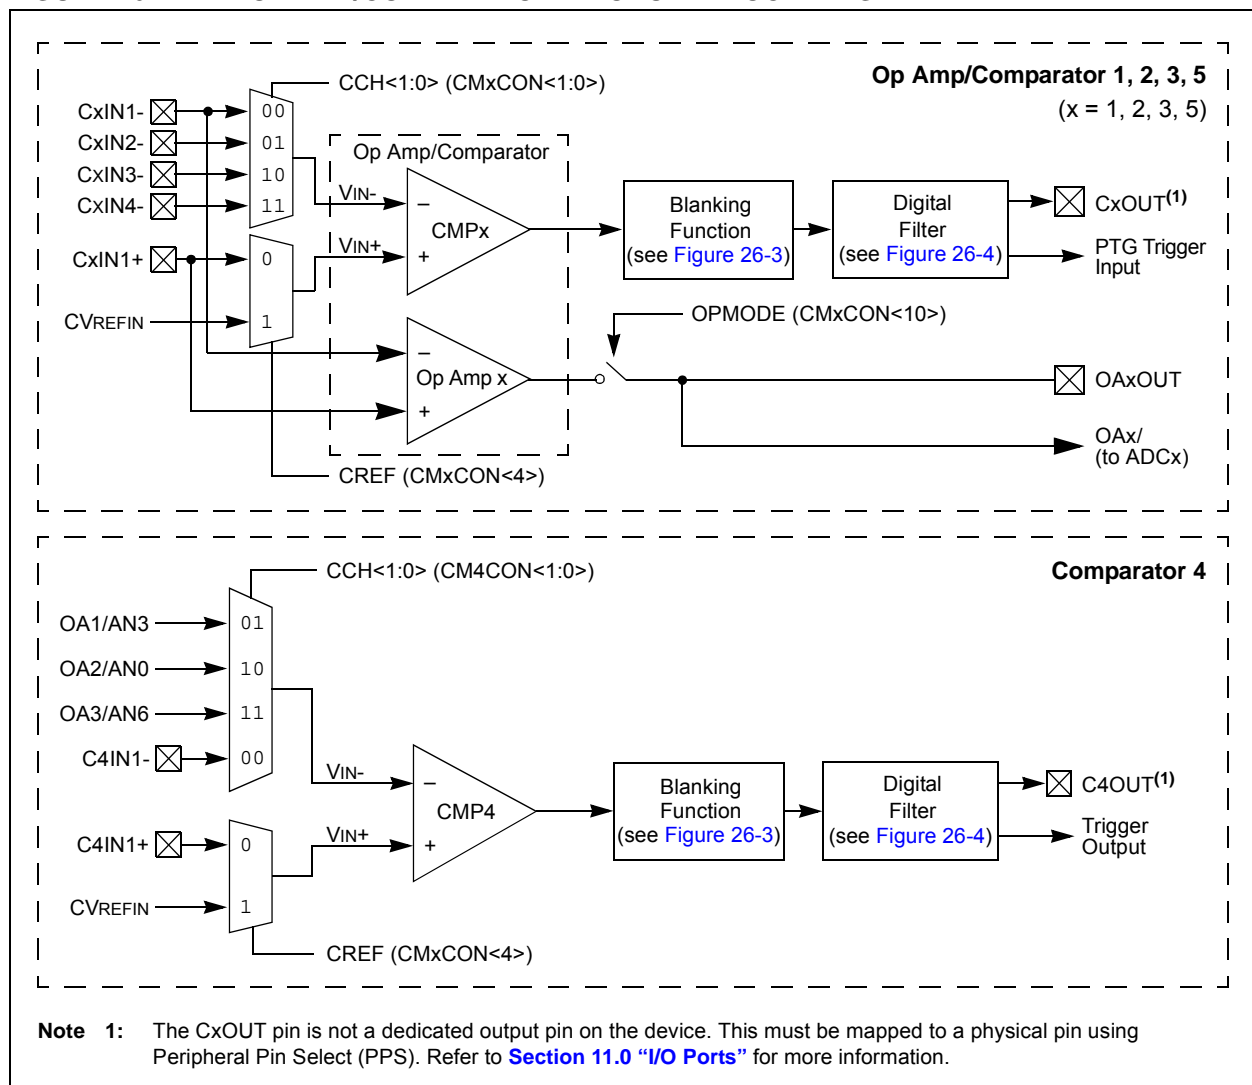 Op Amp/Comparator 1, 2, 3, 5
(x = 1, 2, 3, 5)
CCH<1:0> (CMxCON<1:0>)
CxIN1-
CxIN2-
CxIN3-
CxIN4-
00
01
10
11
Op Amp/Comparator
VIN-
–
CMPx
+
VIN+
CxIN1+
CVREFIN
0
1
Blanking
Function
(see Figure 26-3)
Digital
Filter
(see Figure 26-4)
CxOUT(1)
PTG Trigger
Input
OPMODE (CMxCON<10>)
–
Op Amp x
+
OAxOUT
OAx/
(to ADCx)
CREF (CMxCON<4>)
CCH<1:0> (CM4CON<1:0>)
Comparator 4
OA1/AN3
OA2/AN0
OA3/AN6
C4IN1-
01
10
11
00
VIN-
–
CMP4
+
VIN+
C4IN1+
CVREFIN
0
1
Blanking
Function
(see Figure 26-3)
Digital
Filter
(see Figure 26-4)
C4OUT(1)
Trigger
Output
CREF (CMxCON<4>)
Note 1: The CxOUT pin is not a dedicated output pin on the device. This must be mapped to a physical pin using
Peripheral Pin Select (PPS). Refer to Section 11.0 “I/O Ports” for more information.